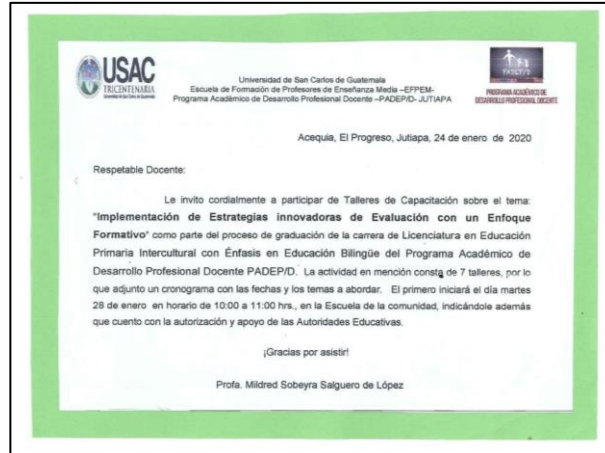 USAC
TRICENTENARIA
Universidad de San Carlos de Guatemala
Universidad de San Carlos de Guatemala
Escuela de Formación de Profesores de Enseñanza Media –EFPEM-
Programa Académico de Desarrollo Profesional Docente –PADEP/D- JUTIAPA
PADEP/D
PROGRAMA ACADÉMICO DE
DESARROLLO PROFESIONAL DOCENTE
Acequia, El Progreso, Jutiapa, 24 de enero de 2020
Respetable Docente:
Le invito cordialmente a participar de Talleres de Capacitación sobre el tema:
"Implementación de Estrategias innovadoras de Evaluación con un Enfoque
Formativo" como parte del proceso de graduación de la carrera de Licenciatura en Educación
Primaria Intercultural con Énfasis en Educación Bilingüe del Programa Académico de
Desarrollo Profesional Docente PADEP/D. La actividad en mención consta de 7 talleres, por lo
que adjunto un cronograma con las fechas y los temas a abordar. El primero iniciará el día martes
28 de enero en horario de 10:00 a 11:00 hrs., en la Escuela de la comunidad, indicándole además
que cuento con la autorización y apoyo de las Autoridades Educativas.
¡Gracias por asistir!
Profa. Mildred Sobeyra Salguero de López